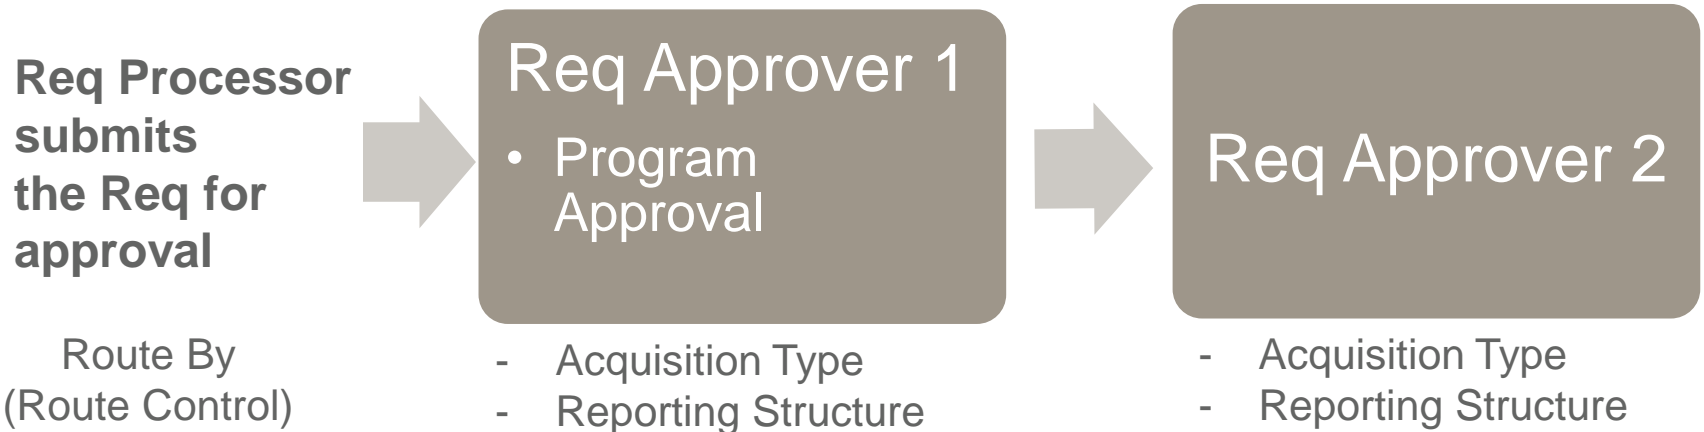 Req Processor
submits
the Req for
approval
Route By
(Route Control)
Req Approver 1
• Program
Approval
- Acquisition Type
- Reporting Structure
Req Approver 2
- Acquisition Type
- Reporting Structure